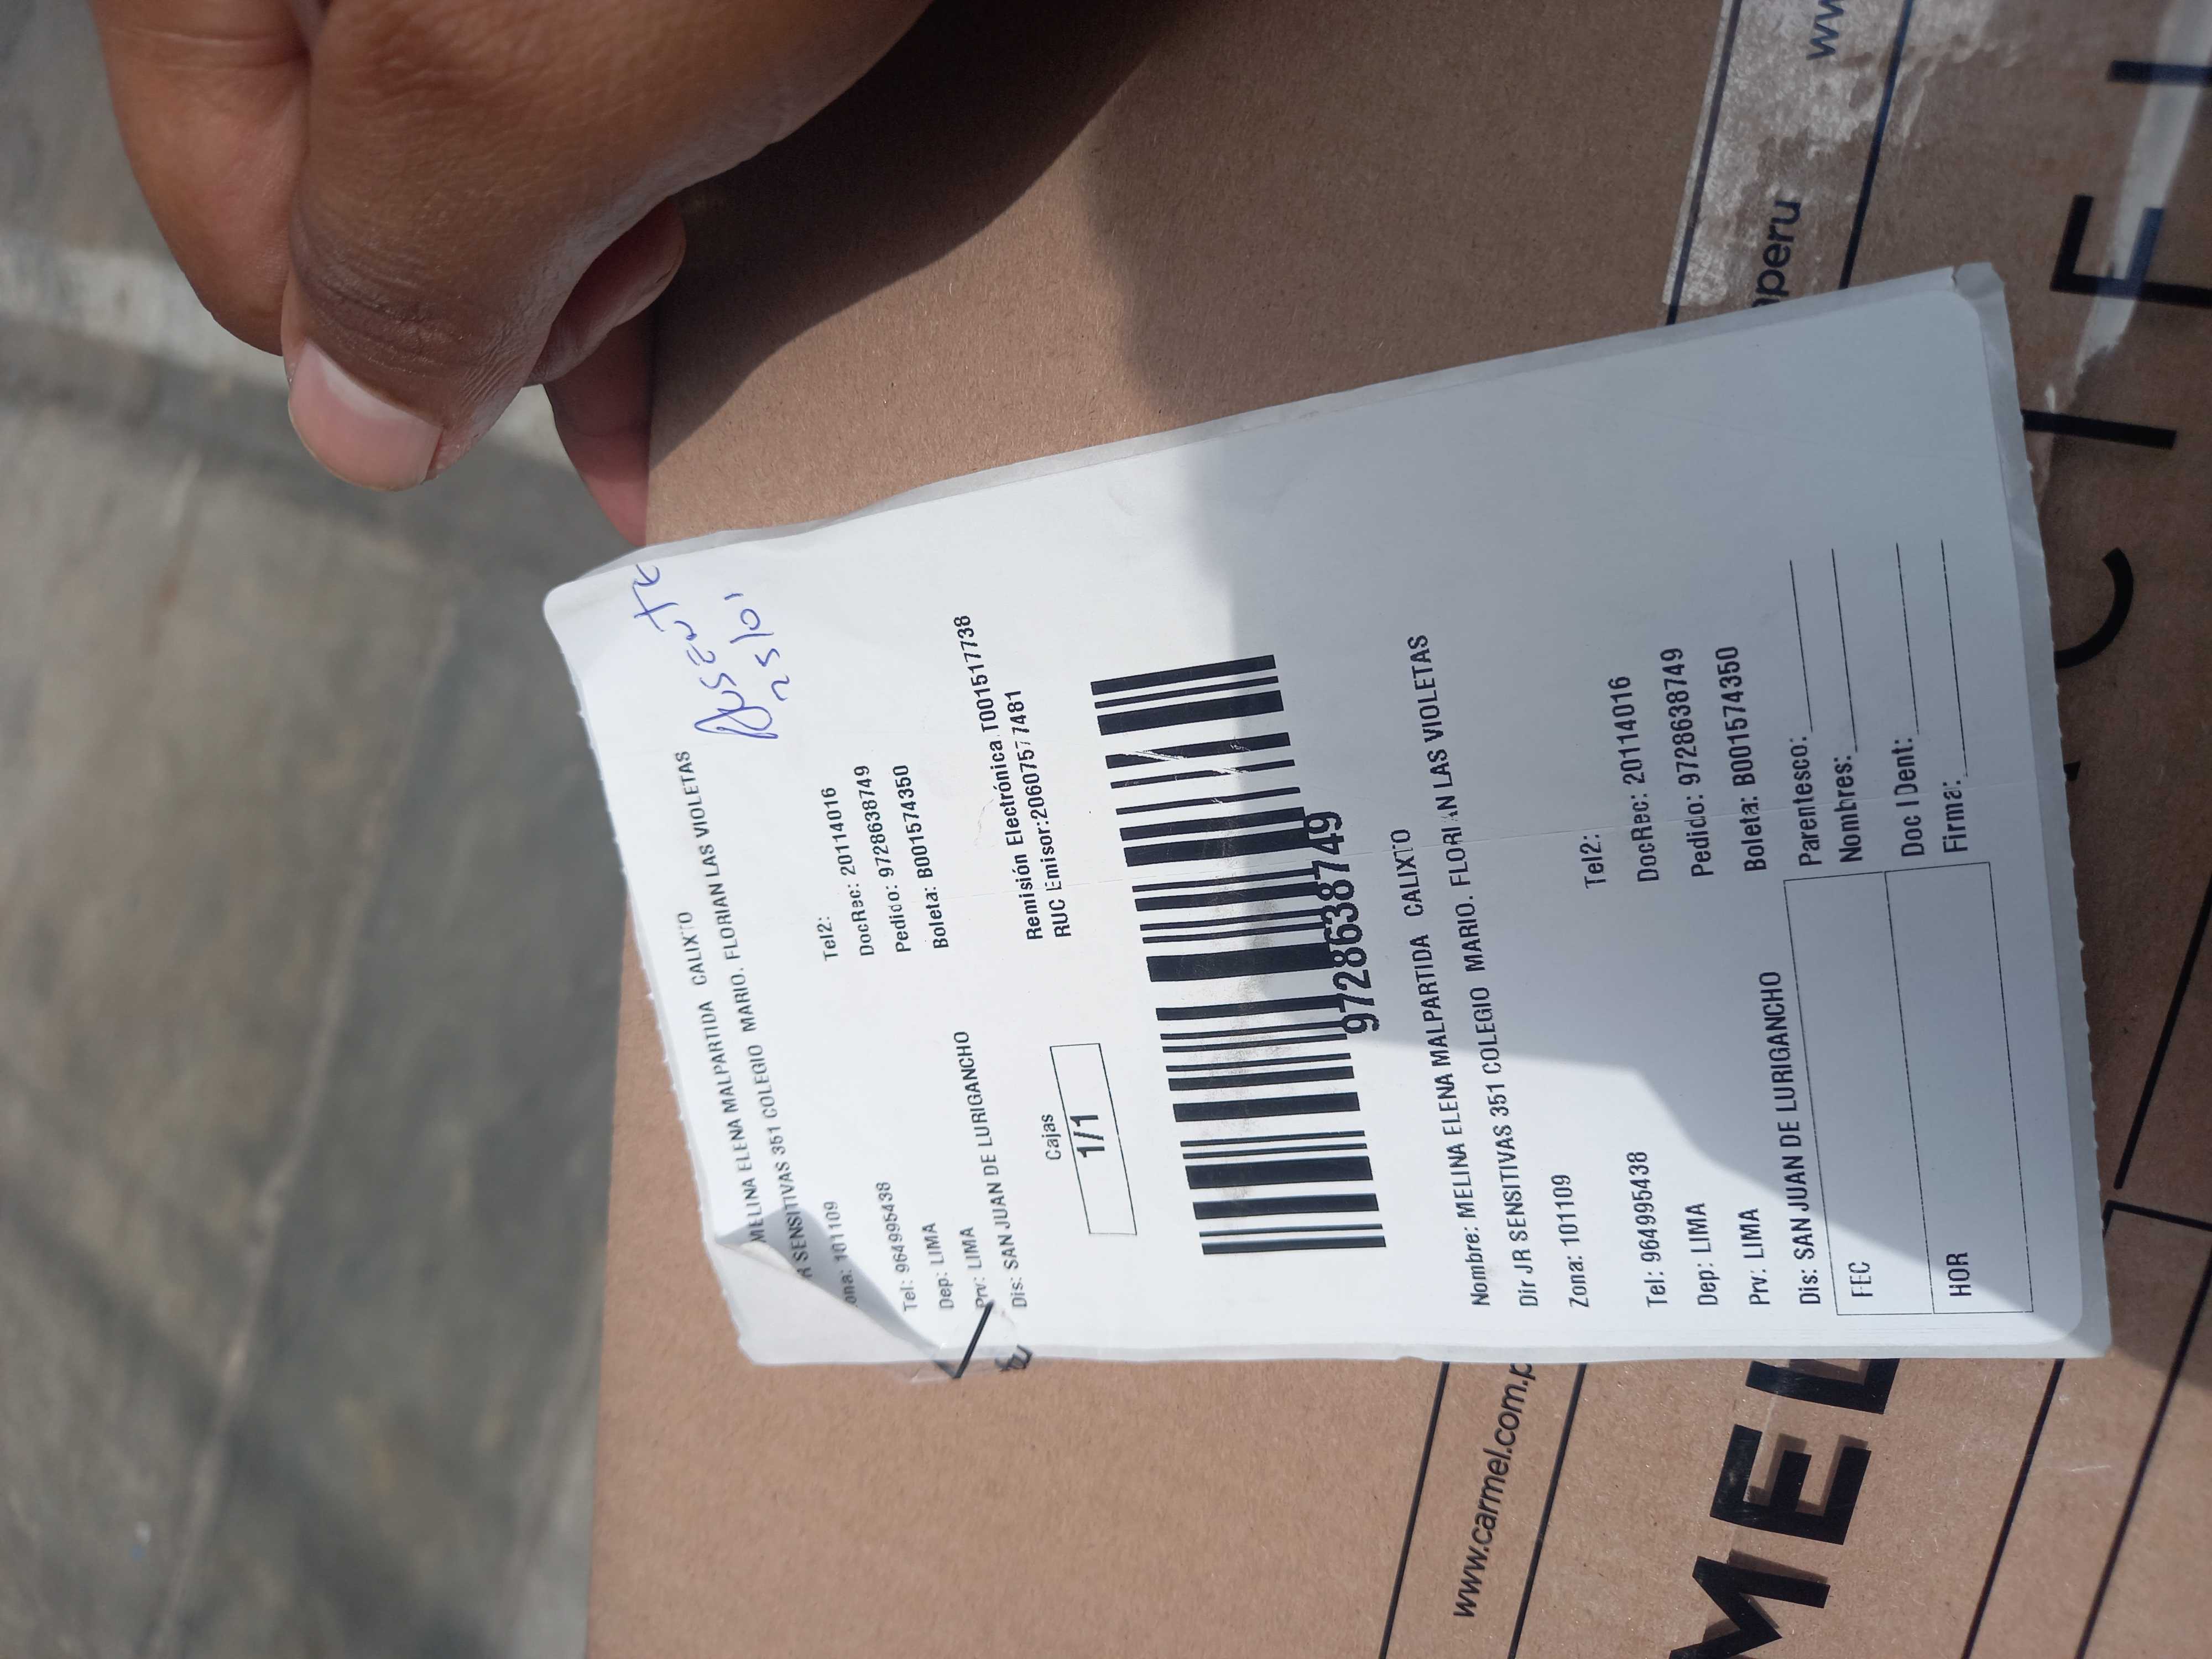 Ausente
25/01
MELINA ELENA MALPARTIDA CALIXTO
R SENSITIVAS 351 COLEGIO MARIO. FLORIAN LAS VIOLETAS
ona: 101109
Tel: 964995438 Tel2:
Dep: LIMA DocRec: 20114016
Prv: LIMA Pedido: 9728638749
Dis: SAN JUAN DE LURIGANCHO Boleta: B001574350
Cajas
1/1
Remisión Electrónica T001517738
RUC Emisor:20607577481
9728638749
Nombre: MELINA ELENA MALPARTIDA CALIXTO
Dir JR SENSITIVAS 351 COLEGIO MARIO. FLORIAN LAS VIOLETAS
Zona: 101109
Tel: 964995438 Tel2:
Dep: LIMA DocRec: 20114016
Prv: LIMA Pedido: 9728638749
Dis: SAN JUAN DE LURIGANCHO Boleta: B001574350
FEC Parentesco:
Nombres:
HOR Doc IDent:
Firma:
www.carmel.com.p
peru
ww
MEL